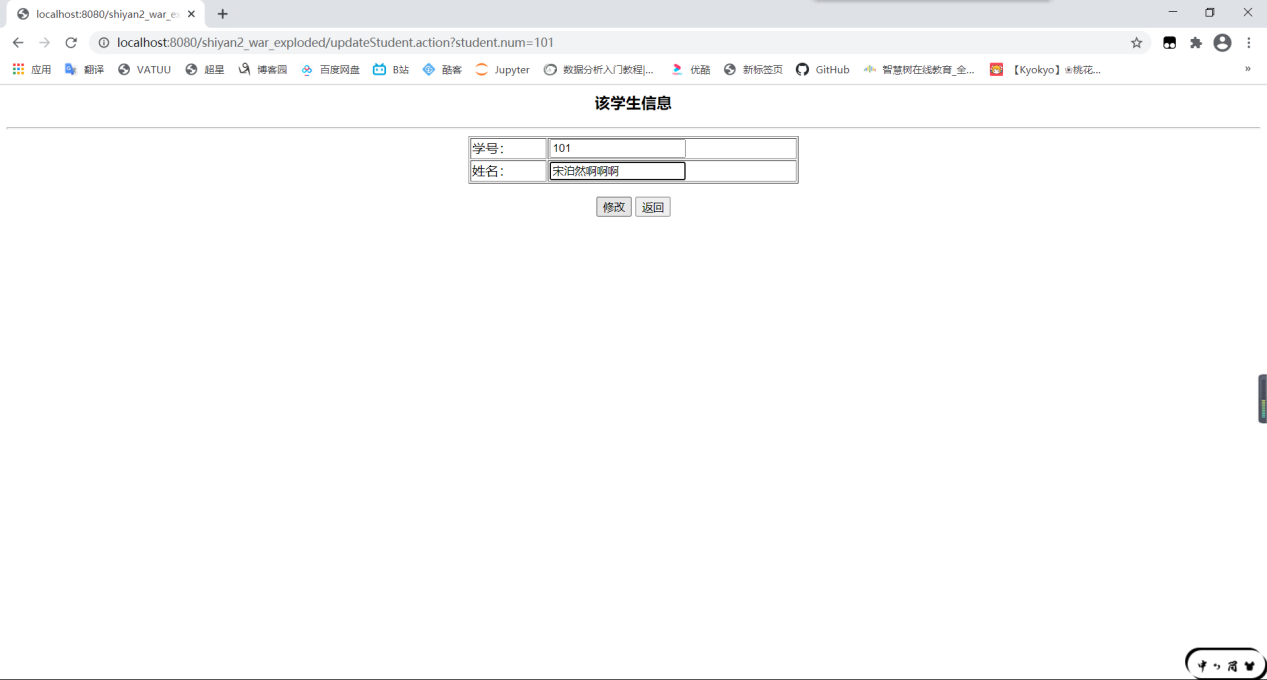 localhost:8080/shiyan2_war_ex
localhost:8080/shiyan2_war_exploded/updateStudent.action?student.num=101
应用 翻译 VATUU 超星 博客园 百度网盘 B站 酷客 Jupyter 数据分析入门教程|... 优酷 新标签页 GitHub 智慧树在线教育_全... 【Kyokyo】❀桃花... »
该学生信息
学号： 101
姓名： 宋泊然啊啊啊
修改 返回
中 简